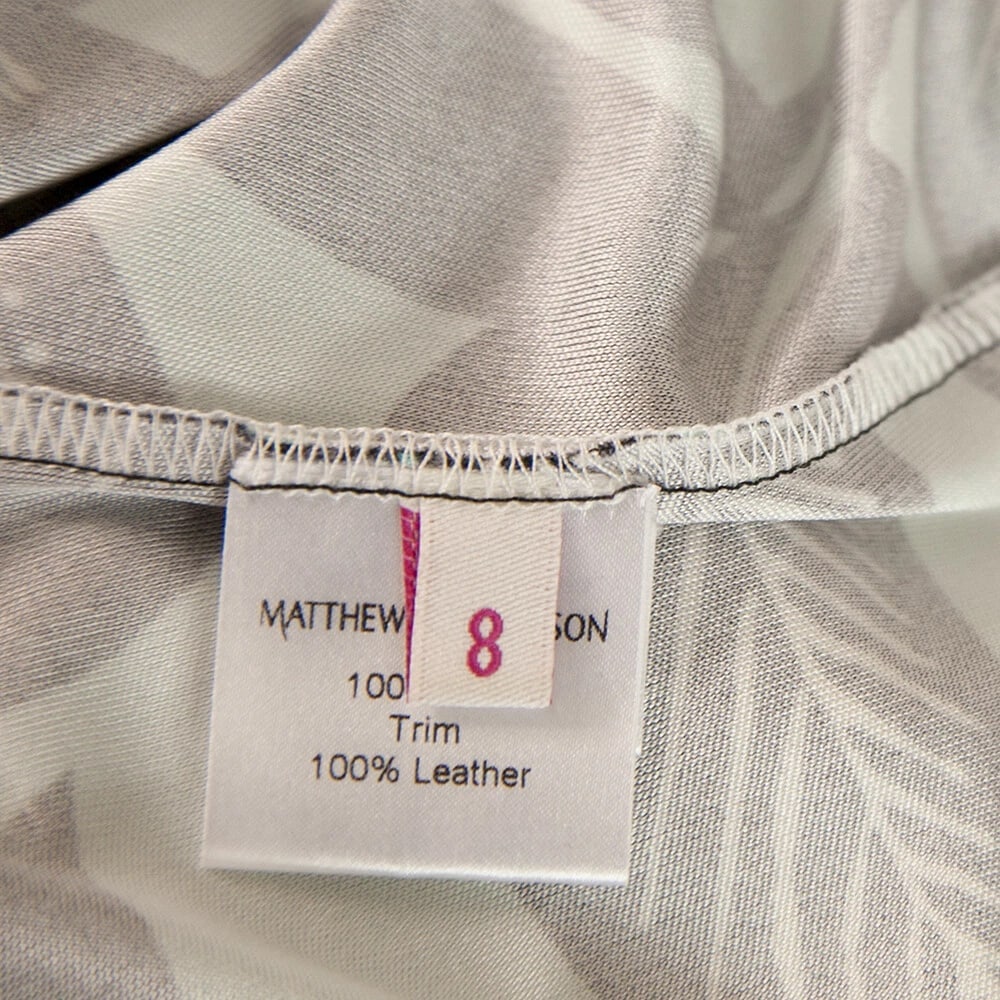 MATTHEW SON
8
100
Trim
100% Leather